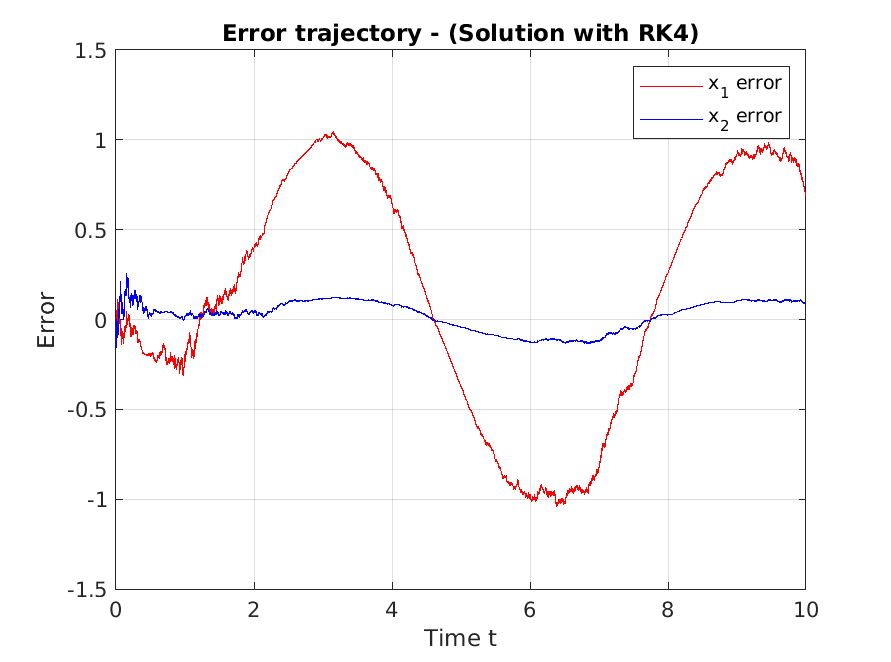 Error trajectory - (Solution with RK4)
x₁ error
x₂ error
1.5
1
0.5
0
-0.5
-1
-1.5
Error
0 2 4 6 8 10
Time t